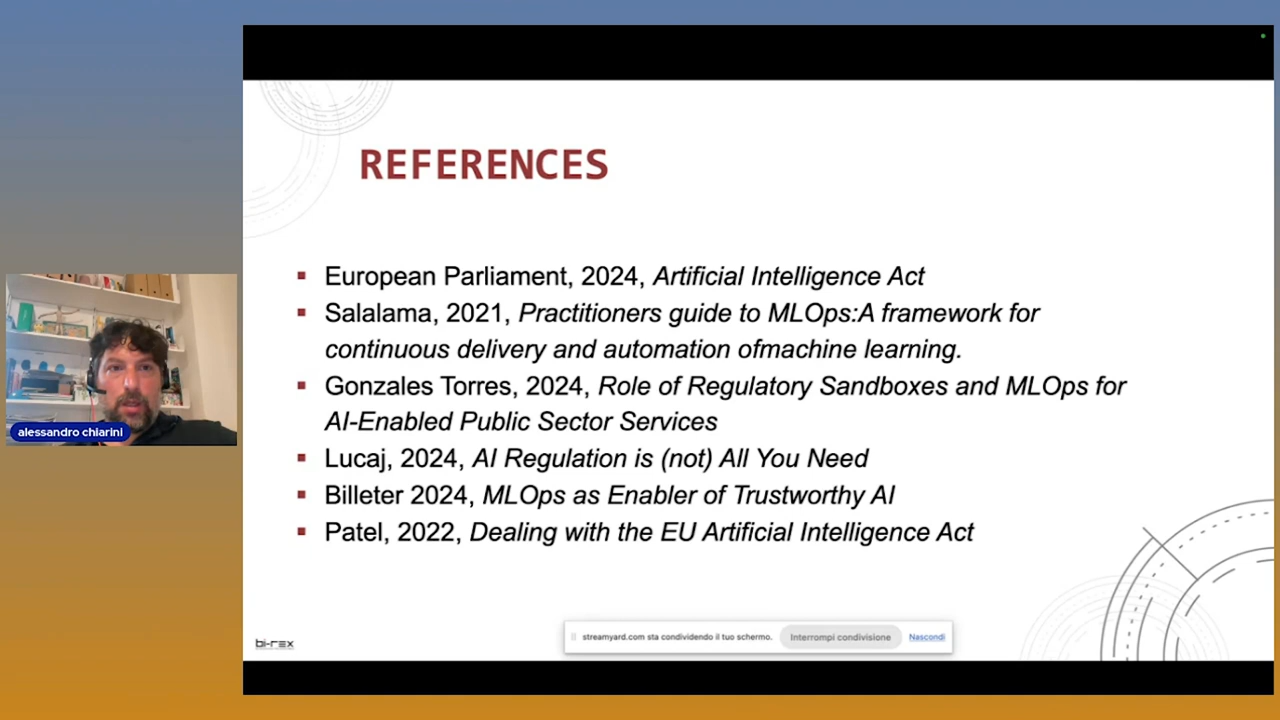 REFERENCES
European Parliament, 2024, Artificial Intelligence Act
Salalama, 2021, Practitioners guide to MLOps:A framework for
continuous delivery and automation ofmachine learning.
Gonzales Torres, 2024, Role of Regulatory Sandboxes and MLOps for
AI-Enabled Public Sector Services
Lucaj, 2024, AI Regulation is (not) All You Need
Billeter 2024, MLOps as Enabler of Trustworthy AI
Patel, 2022, Dealing with the EU Artificial Intelligence Act
alessandro chiarini
bi-rex
streamyard.com sta condividendo il tuo schermo. Interrompi condivisione Nascondi